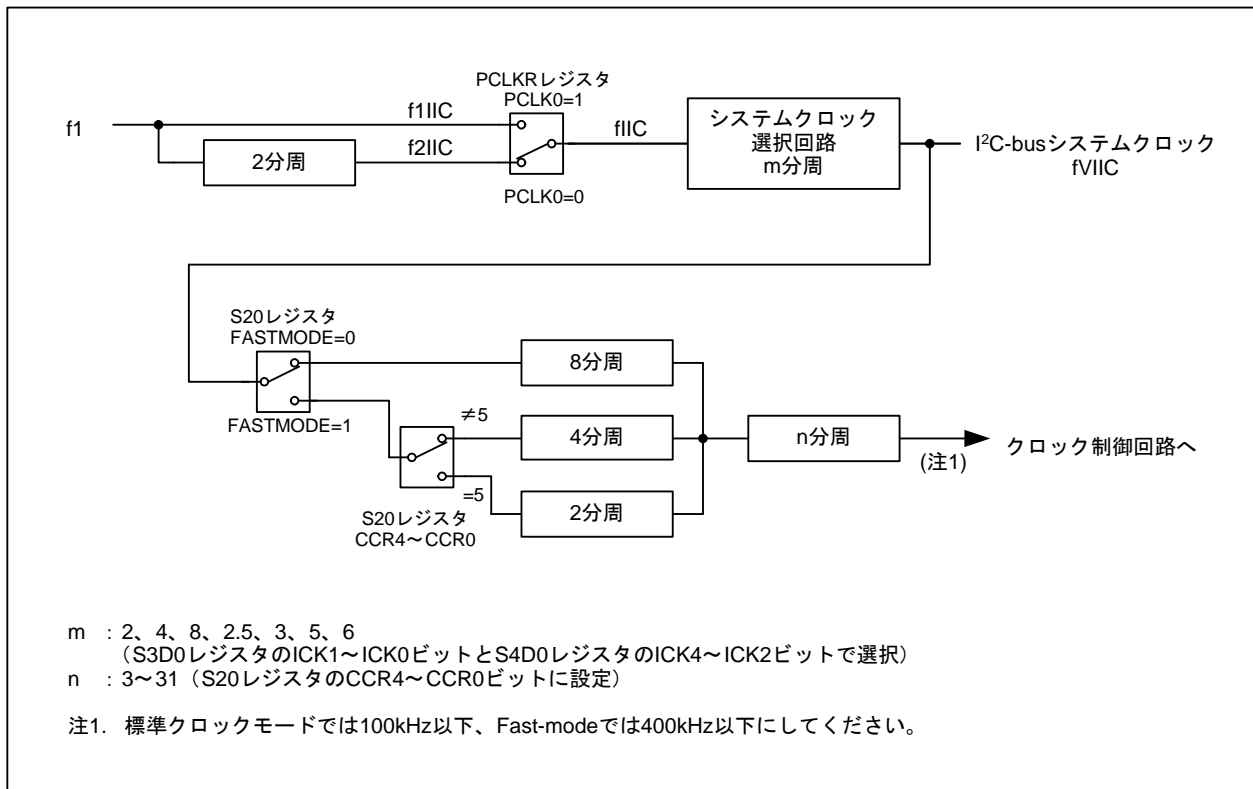 f1
f1IIC
2分周
f2IIC
PCLKRレジスタ
PCLK0=1
PCLK0=0
fIIC
システムクロック
選択回路
m分周
I²C-busシステムクロック
fVIIC
S20レジスタ
FASTMODE=0
FASTMODE=1
≠5
=5
S20レジスタ
CCR4~CCR0
8分周
4分周
2分周
n分周
(注1)
クロック制御回路へ
m : 2、4、8、2.5、3、5、6
(S3D0レジスタのICK1~ICK0ビットとS4D0レジスタのICK4~ICK2ビットで選択)
n : 3~31(S20レジスタのCCR4~CCR0ビットに設定)
注1. 標準クロックモードでは100kHz以下、Fast-modeでは400kHz以下にしてください。